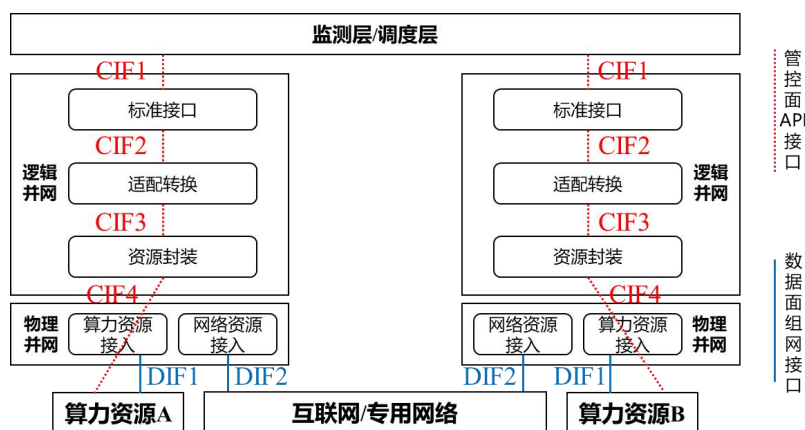 监测层/调度层
CIF1
CIF1
标准接口
标准接口
CIF2
CIF2
逻辑
并网
适配转换
适配转换
逻辑
并网
CIF3
CIF3
资源封装
资源封装
CIF4
CIF4
物理
并网
算力资源
接入
网络资源
接入
网络资源
接入
算力资源
接入
物理
并网
DIF1
DIF2
DIF2
DIF1
算力资源A
互联网/专用网络
算力资源B
管
控
面
API
接
口
数
据
面
组
网
接
口